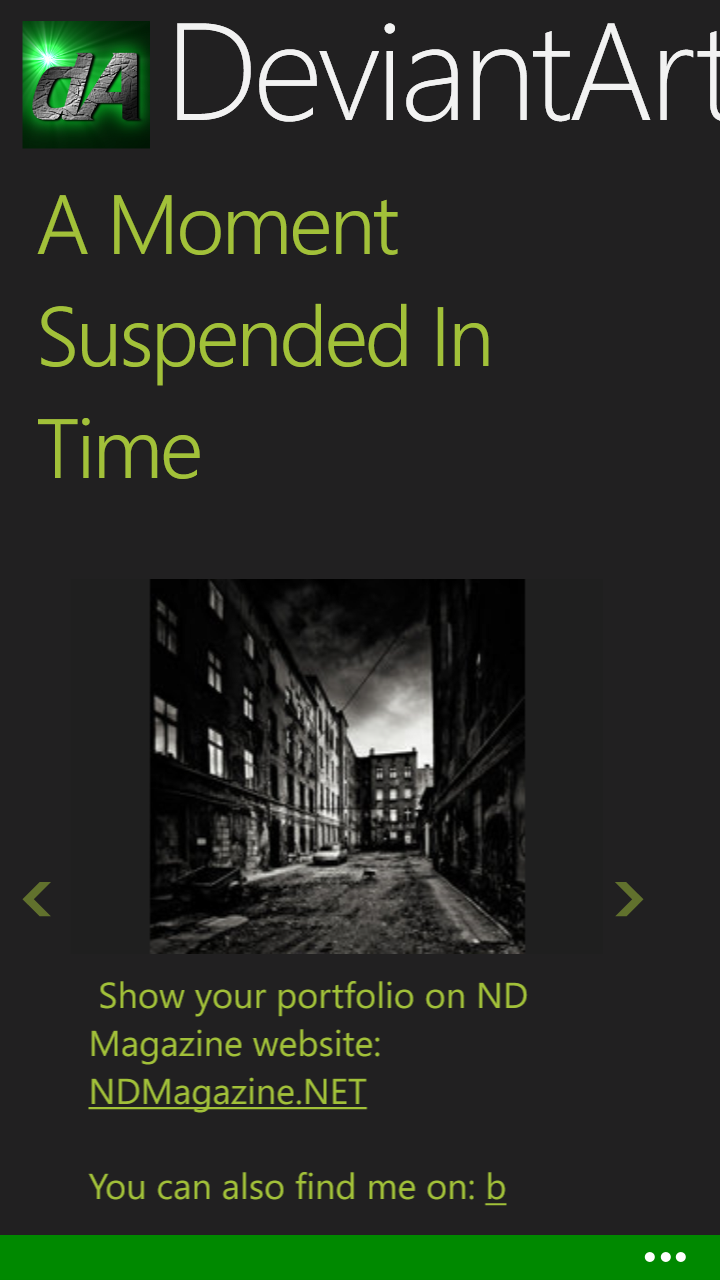 dA DeviantArt
A Moment
Suspended In
Time
Show your portfolio on ND
Magazine website:
NDMagazine.NET
You can also find me on: b